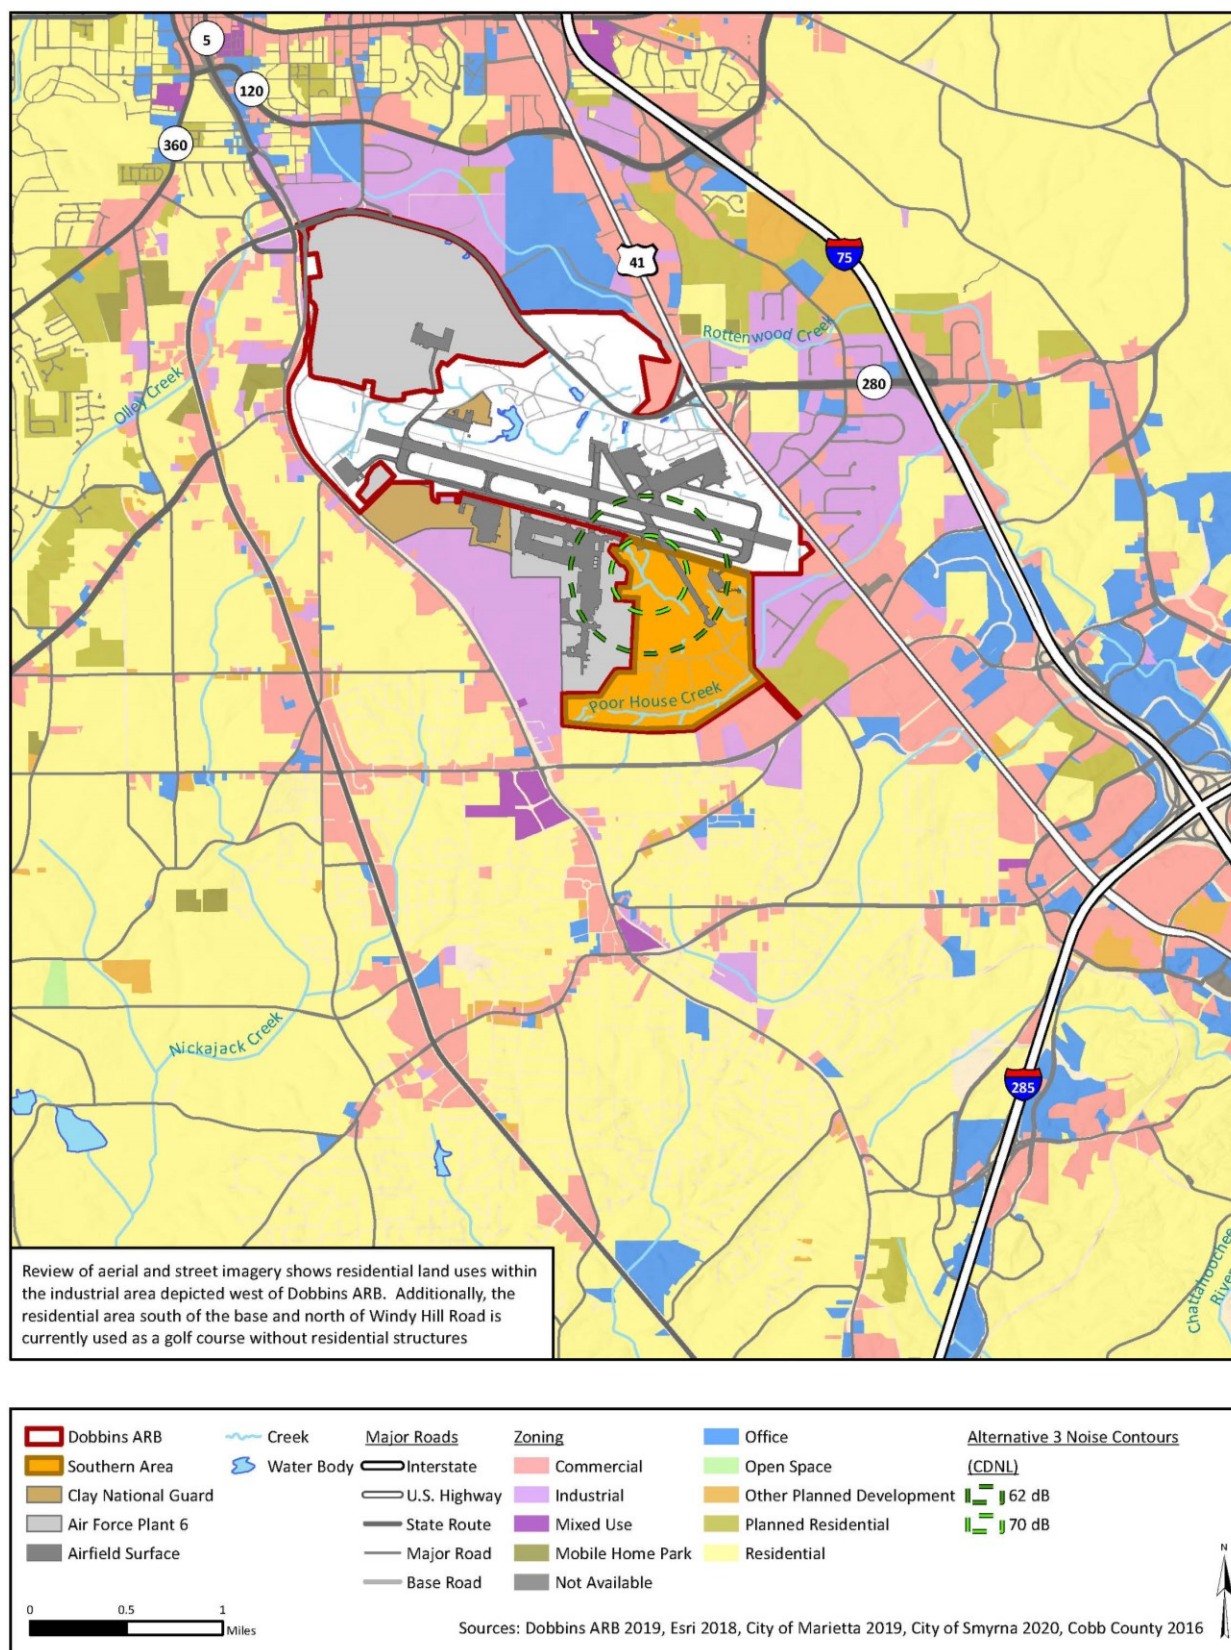 5
120
360
41
75
Rottenwood Creek
280
Olley Creek
Poor House Creek
Nickajack Creek
285
Chattahoochee
River
Review of aerial and street imagery shows residential land uses within
the industrial area depicted west of Dobbins ARB. Additionally, the
residential area south of the base and north of Windy Hill Road is
currently used as a golf course without residential structures
Dobbins ARB
Southern Area
Clay National Guard
Air Force Plant 6
Airfield Surface
Creek
Water Body
Major Roads
Interstate
U.S. Highway
State Route
Major Road
Base Road
Zoning
Commercial
Industrial
Mixed Use
Mobile Home Park
Not Available
Office
Open Space
Other Planned Development
Planned Residential
Residential
Alternative 3 Noise Contours
(CDNL)
62 dB
70 dB
N
0 0.5 1
Miles
Sources: Dobbins ARB 2019, Esri 2018, City of Marietta 2019, City of Smyrna 2020, Cobb County 2016